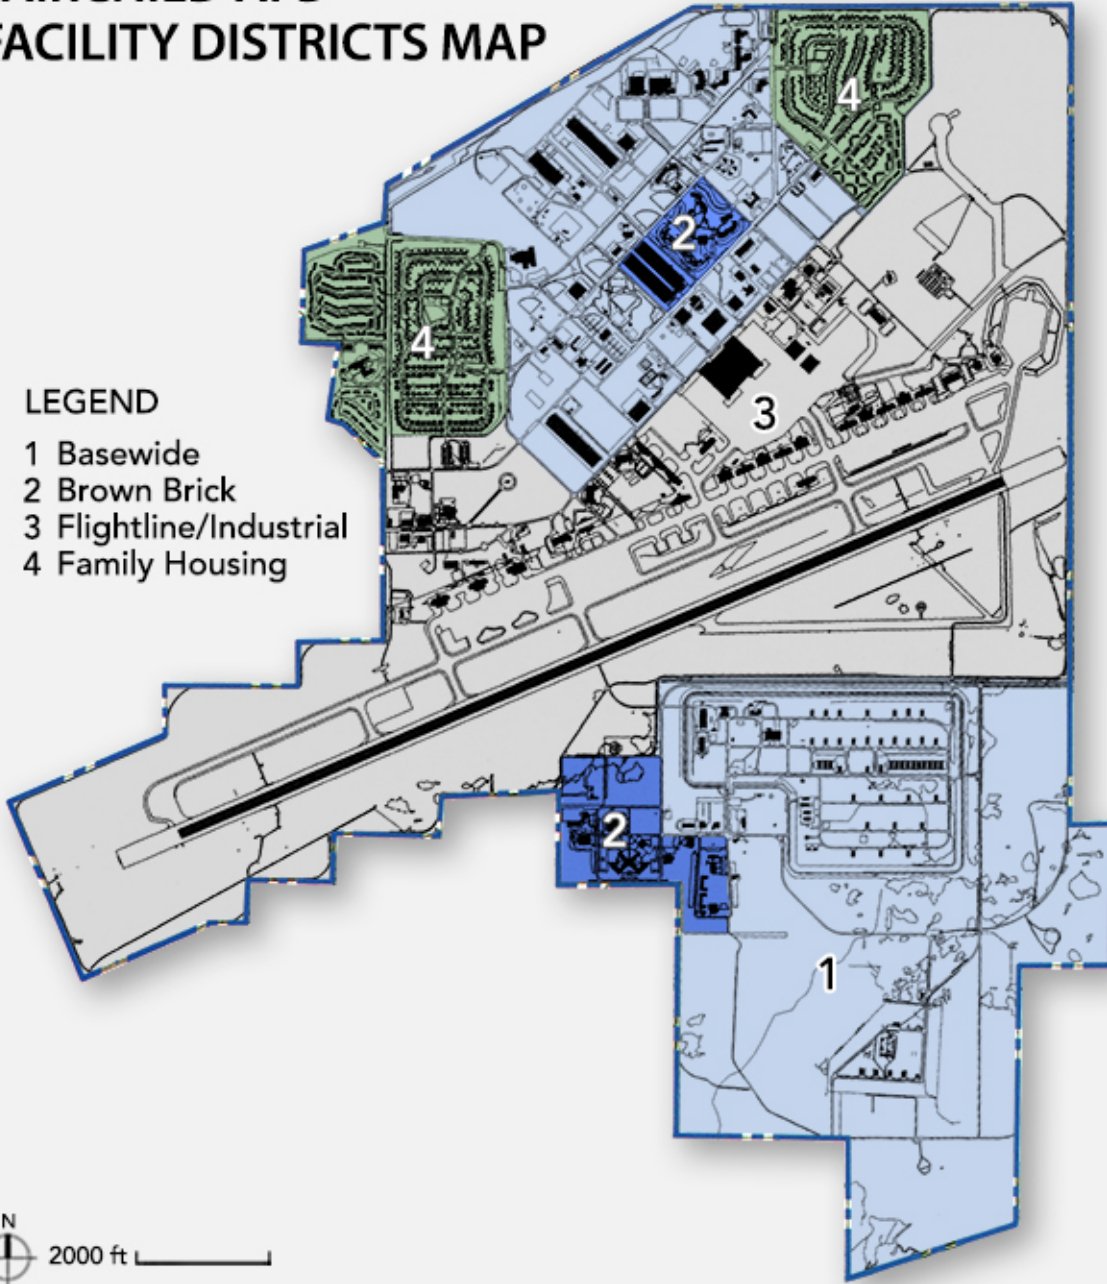 FACILITY DISTRICTS MAP
4
2
4
3
LEGEND
1 Basewide
2 Brown Brick
3 Flightline/Industrial
4 Family Housing
2
1
N
2000 ft